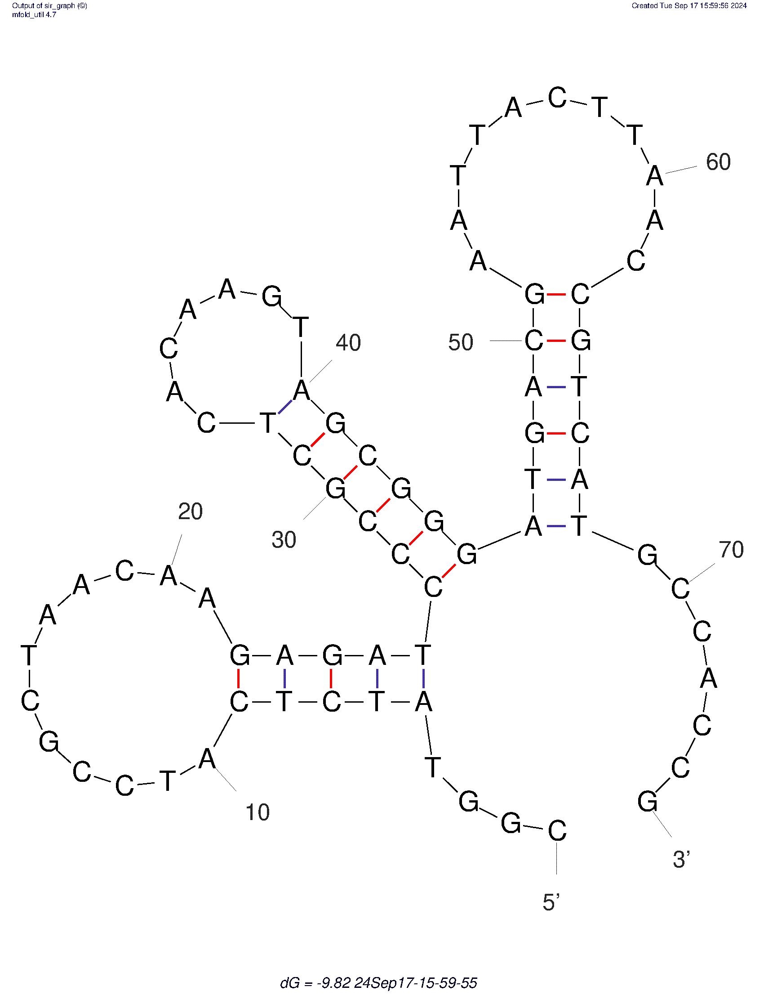 Output of sir_graph (©)
mfold_util 4.7
Created Tue Sep 17 15:59:56 2024
C
A T
T T
T A
60
A A
C
A
G C
A G
A T
C 40
C G 50
A A
T G A T
C
C C G C
G G T A
20 30 C G A T
C G 70
C A G C
A A C
A
T G A G A T C
C C T C T A A
G C
C C T A T C
G G
10 G C
3’
5’
dG = -9.82 24Sep17-15-59-55